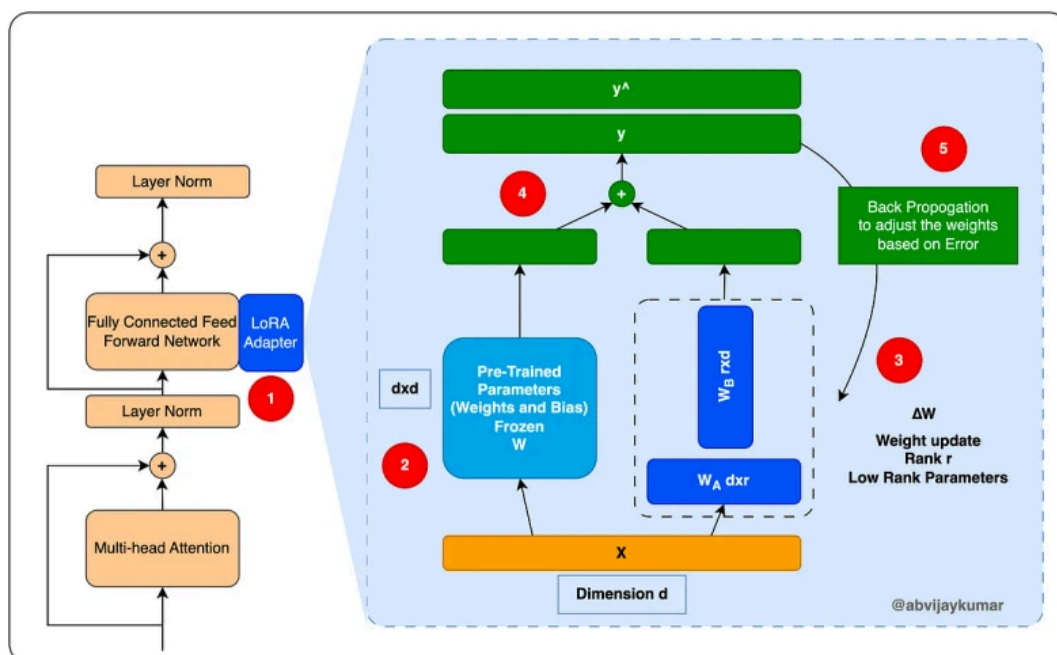 Layer Norm
+
Fully Connected Feed
Forward Network
LoRA
Adapter
1
Layer Norm
+
Multi-head Attention
y^
y
4
+
5
Back Propogation
to adjust the weights
based on Error
dxd
2
Pre-Trained
Parameters
(Weights and Bias)
Frozen
W
W_B rxd
W_A dxr
3
ΔW
Weight update
Rank r
Low Rank Parameters
X
Dimension d
@abvijaykumar